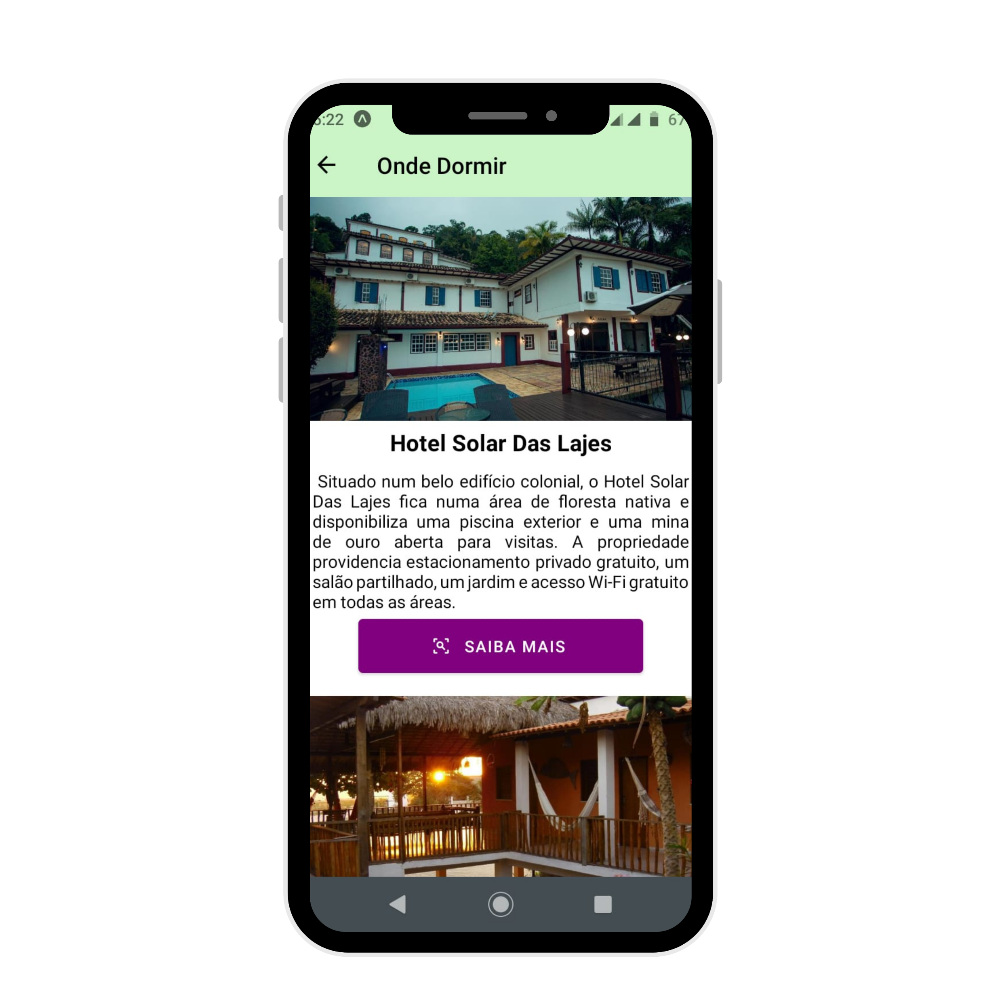 :22
67
Onde Dormir
Hotel Solar Das Lajes
Situado num belo edifício colonial, o Hotel Solar
Das Lajes fica numa área de floresta nativa e
disponibiliza uma piscina exterior e uma mina
de ouro aberta para visitas. A propriedade
providencia estacionamento privado gratuito, um
salão partilhado, um jardim e acesso Wi-Fi gratuito
em todas as áreas.
SAIBA MAIS